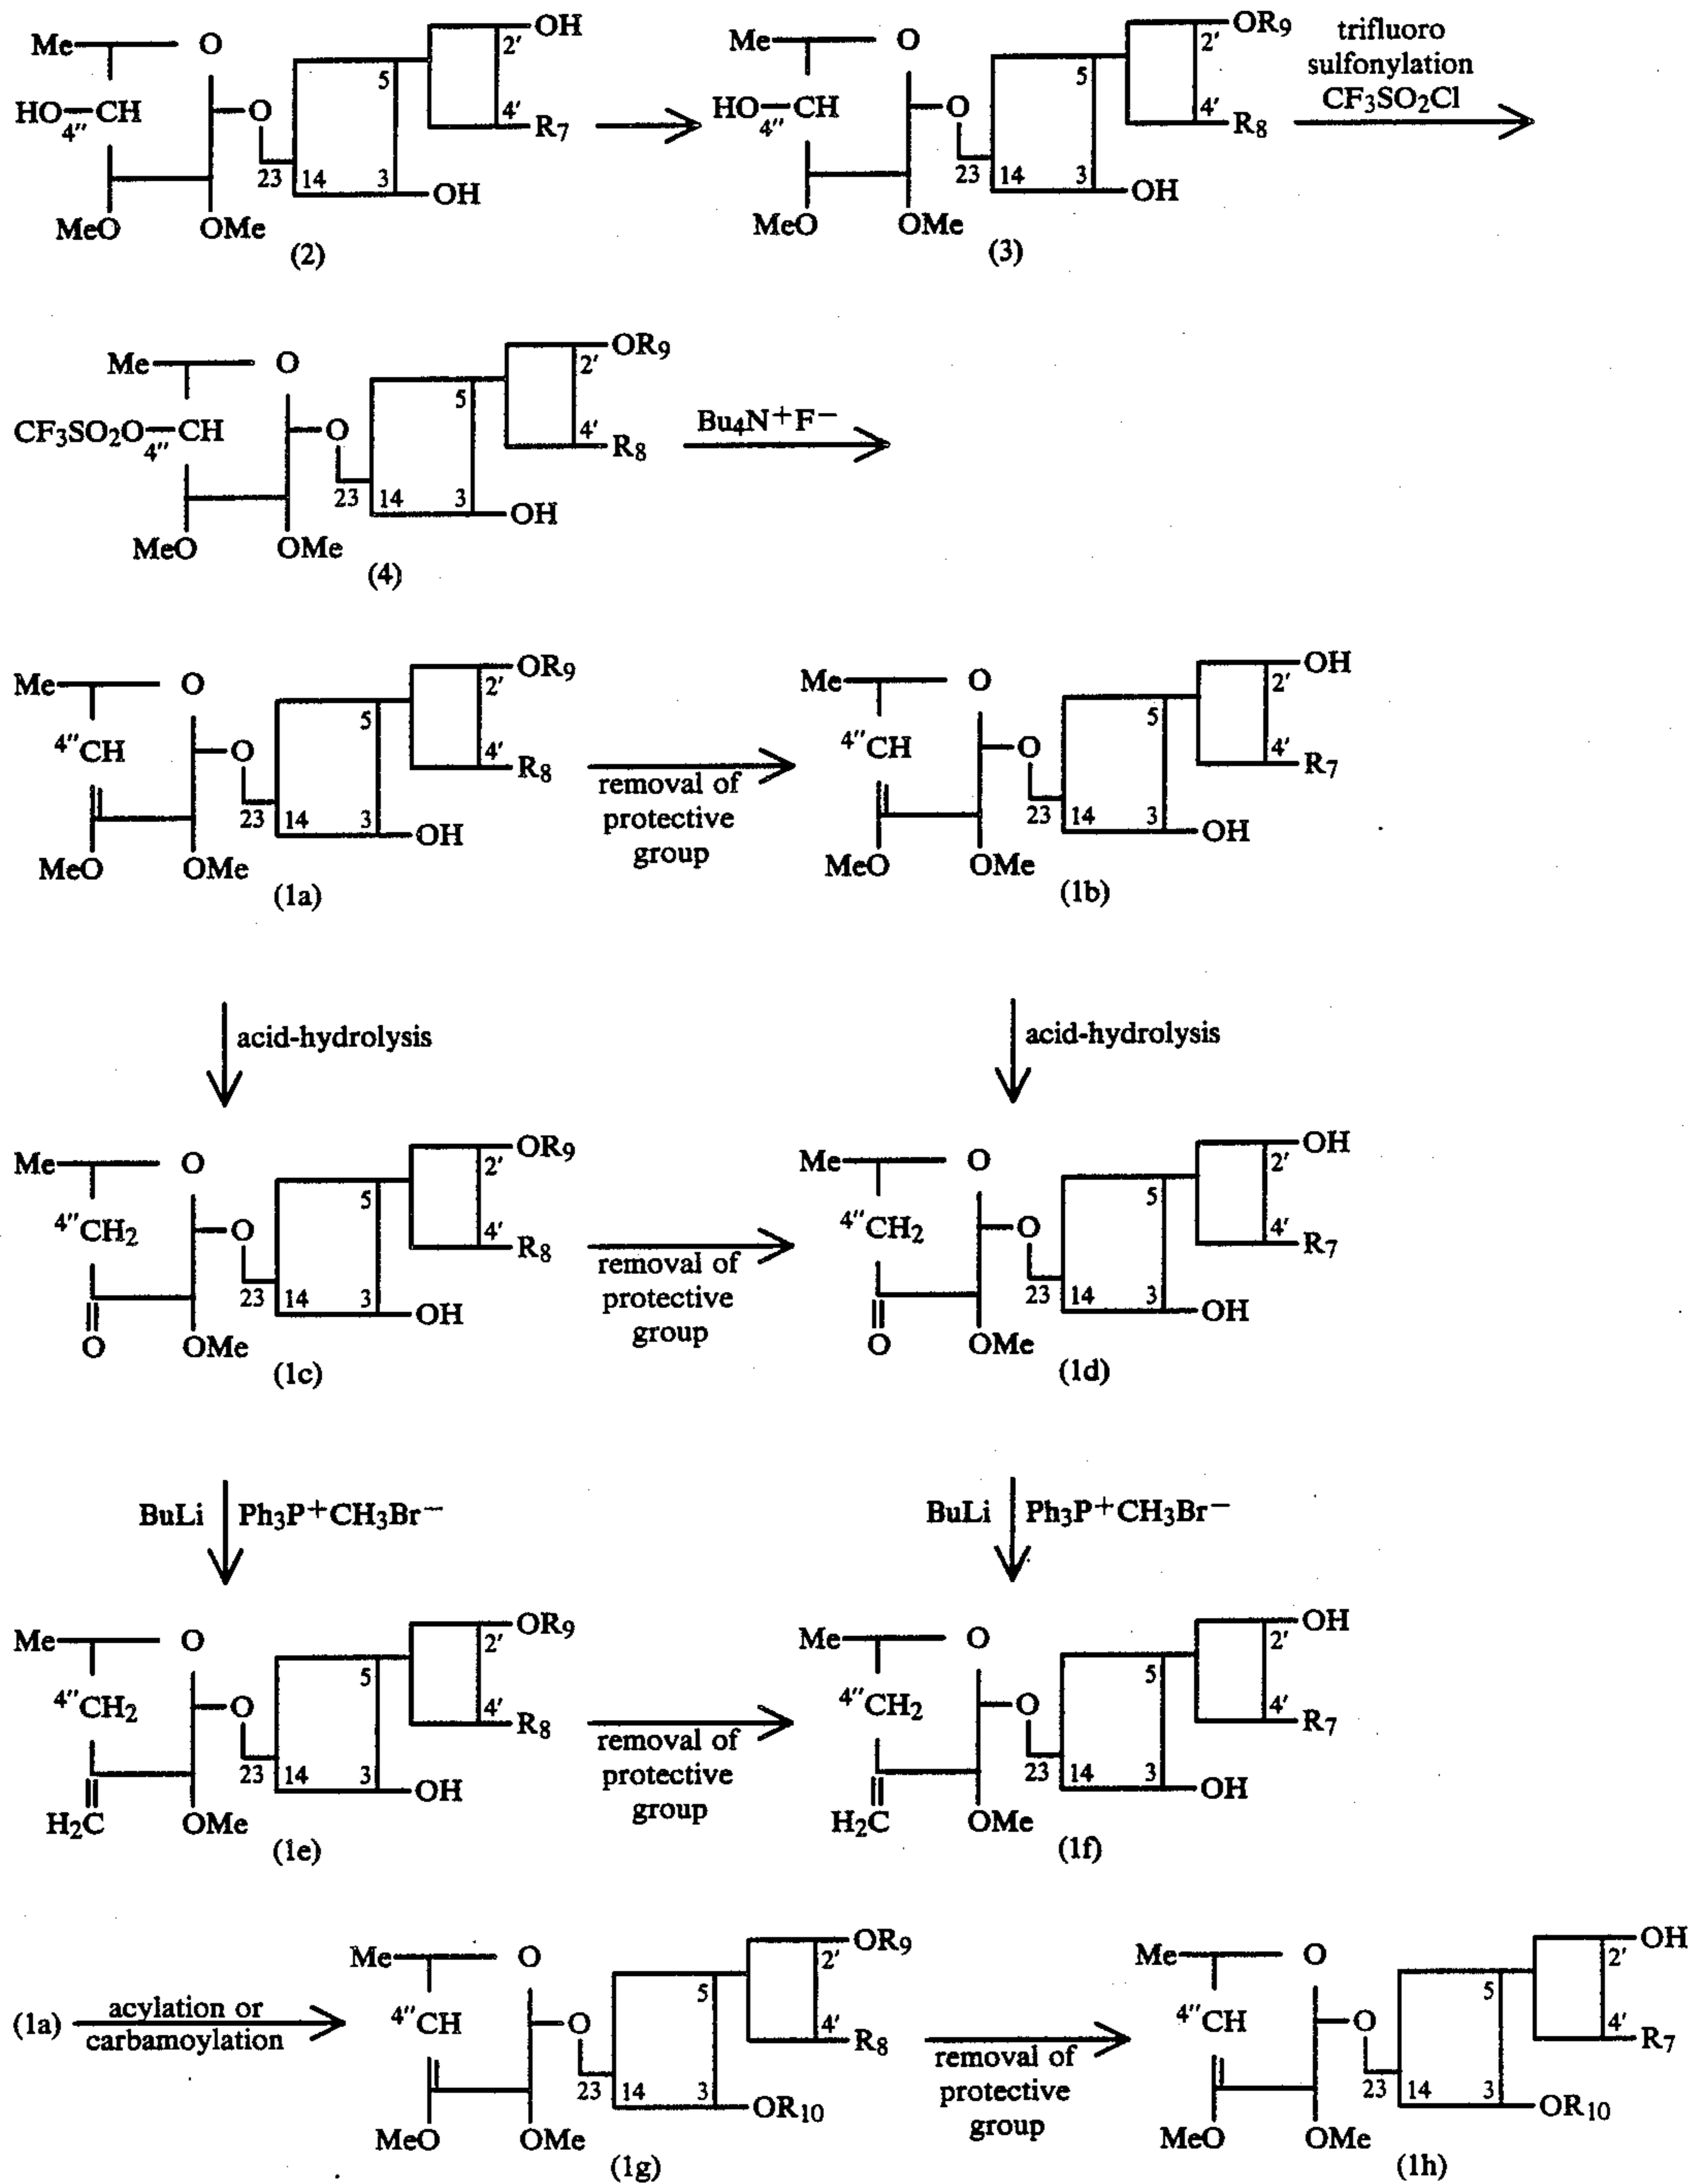 Me O OH
2'
5
HO—CH O 4' R7
4"
23 14 3 OH
MeO OMe
(2)
Me O OR9
2'
5
HO—CH O 4' R8
4"
23 14 3 OH
MeO OMe
(3)
trifluoro
sulfonylation
CF3SO2Cl
Me O OR9
2'
5
CF3SO2O—CH O 4' R8
4"
23 14 3 OH
MeO OMe
(4)
Bu4N+F−
Me O OR9
2'
5
4"CH O 4' R8
23 14 3 OH
MeO OMe
(1a)
removal of
protective
group
Me O OH
2'
5
4"CH O 4' R7
23 14 3 OH
MeO OMe
(1b)
acid-hydrolysis
acid-hydrolysis
Me O OR9
2'
5
4"CH2 O 4' R8
23 14 3 OH
O OMe
(1c)
removal of
protective
group
Me O OH
2'
5
4"CH2 O 4' R7
23 14 3 OH
O OMe
(1d)
BuLi Ph3P+CH3Br−
BuLi Ph3P+CH3Br−
Me O OR9
2'
5
4"CH2 O 4' R8
23 14 3 OH
H2C OMe
(1e)
removal of
protective
group
Me O OH
2'
5
4"CH2 O 4' R7
23 14 3 OH
H2C OMe
(1f)
(1a) acylation or
carbamoylation
Me O OR9
2'
5
4"CH O 4' R8
23 14 3 OR10
MeO OMe
(1g)
removal of
protective
group
Me O OH
2'
5
4"CH O 4' R7
23 14 3 OR10
MeO OMe
(1h)